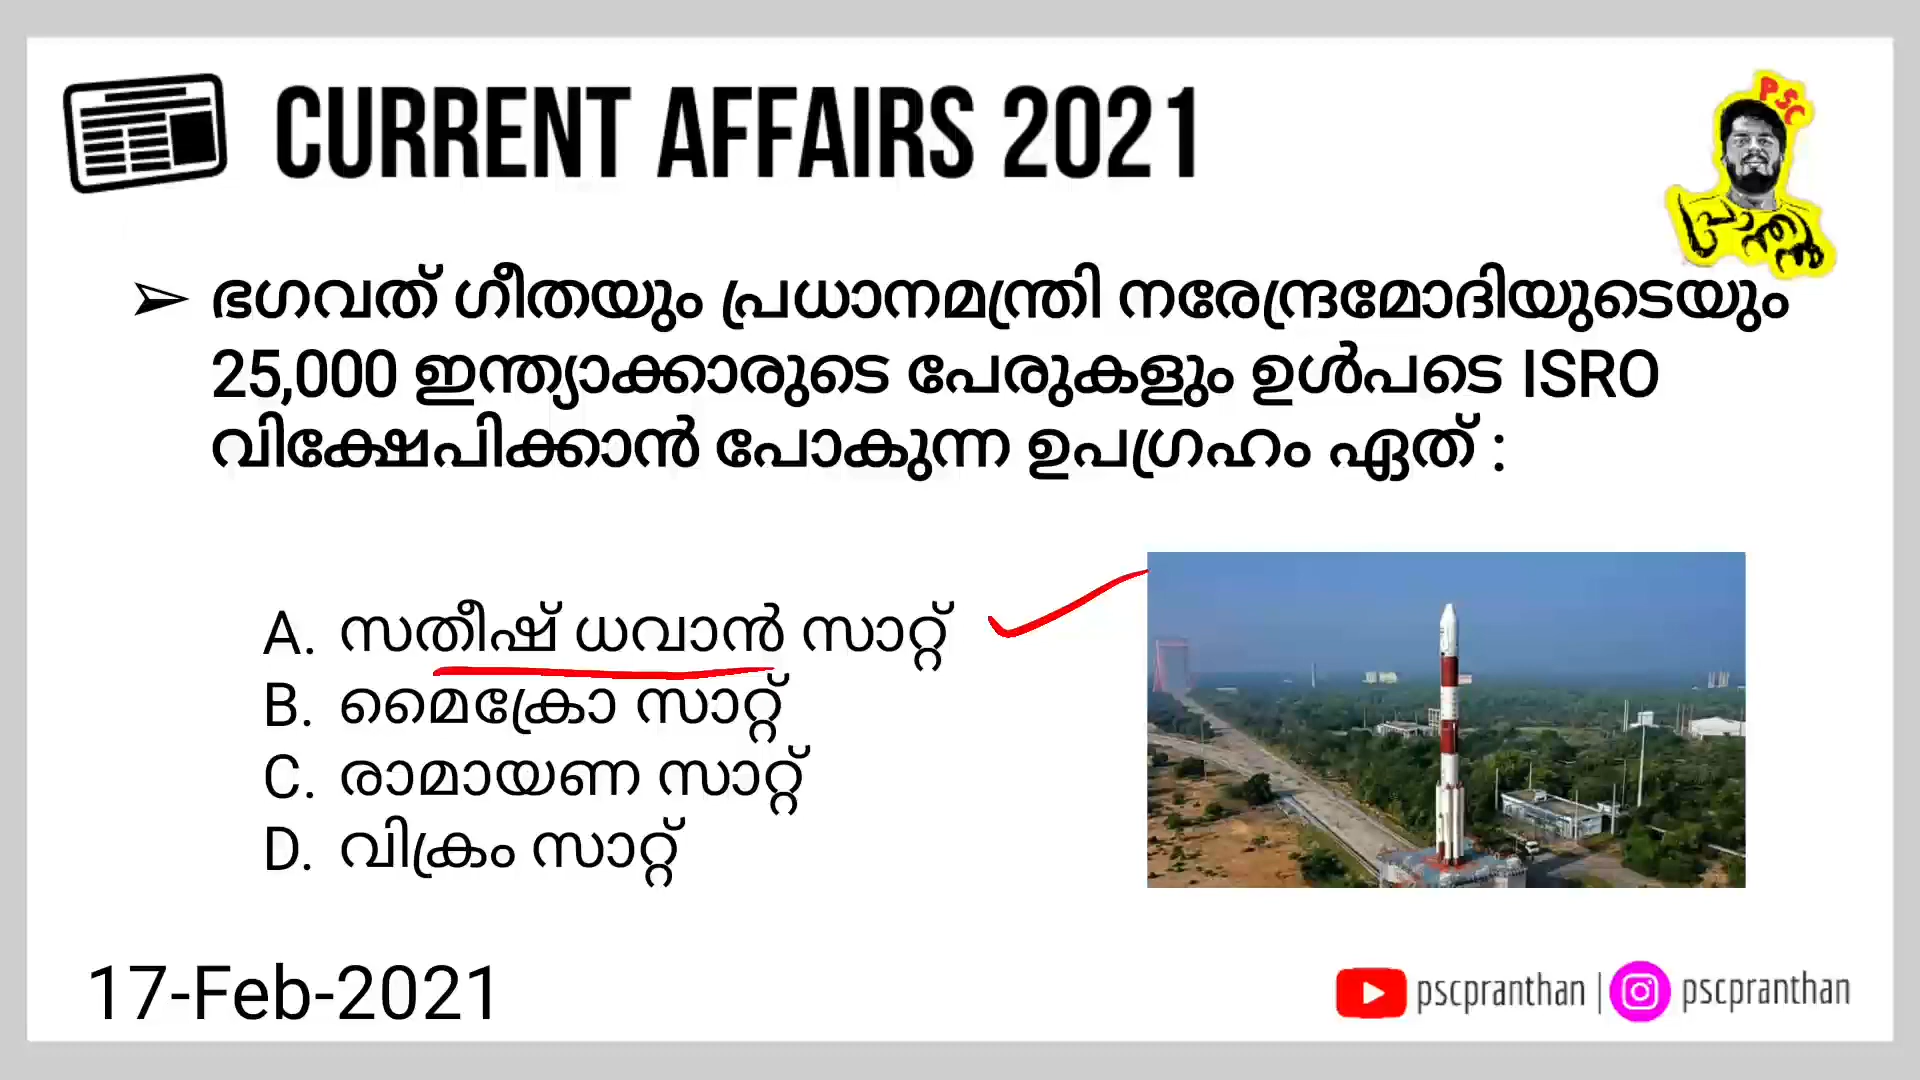 CURRENT AFFAIRS 2021
PSC
പ്രാന്തൻ
➢ ഭഗവത് ഗീതയും പ്രധാനമന്ത്രി നരേന്ദ്രമോദിയുടെയും
25,000 ഇന്ത്യാക്കാരുടെ പേരുകളും ഉൾപടെ ISRO
വിക്ഷേപിക്കാൻ പോകുന്ന ഉപഗ്രഹം ഏത് :
A. സതീഷ് ധവാൻ സാറ്റ്
B. മൈക്രോ സാറ്റ്
C. രാമായണ സാറ്റ്
D. വിക്രം സാറ്റ്
17-Feb-2021
pscpranthan | pscpranthan